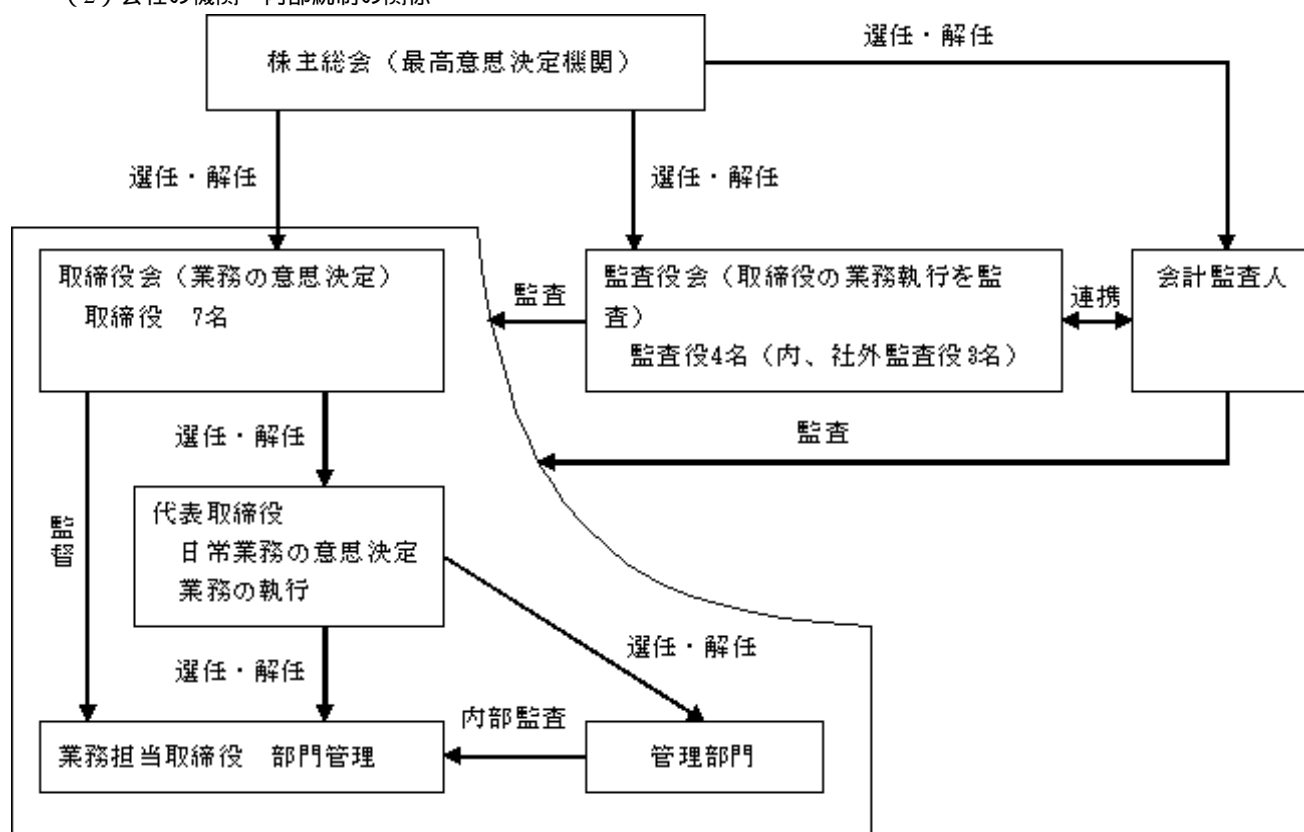 株主総会（最高意思決定機関）
選任・解任
選任・解任
選任・解任
取締役会（業務の意思決定）
取締役　7名
監査
監査役会（取締役の業務執行を監
査）
監査役4名（内、社外監査役3名）
連携
会計監査人
監査
選任・解任
監督
代表取締役
日常業務の意思決定
業務の執行
選任・解任
選任・解任
業務担当取締役　部門管理
内部監査
管理部門